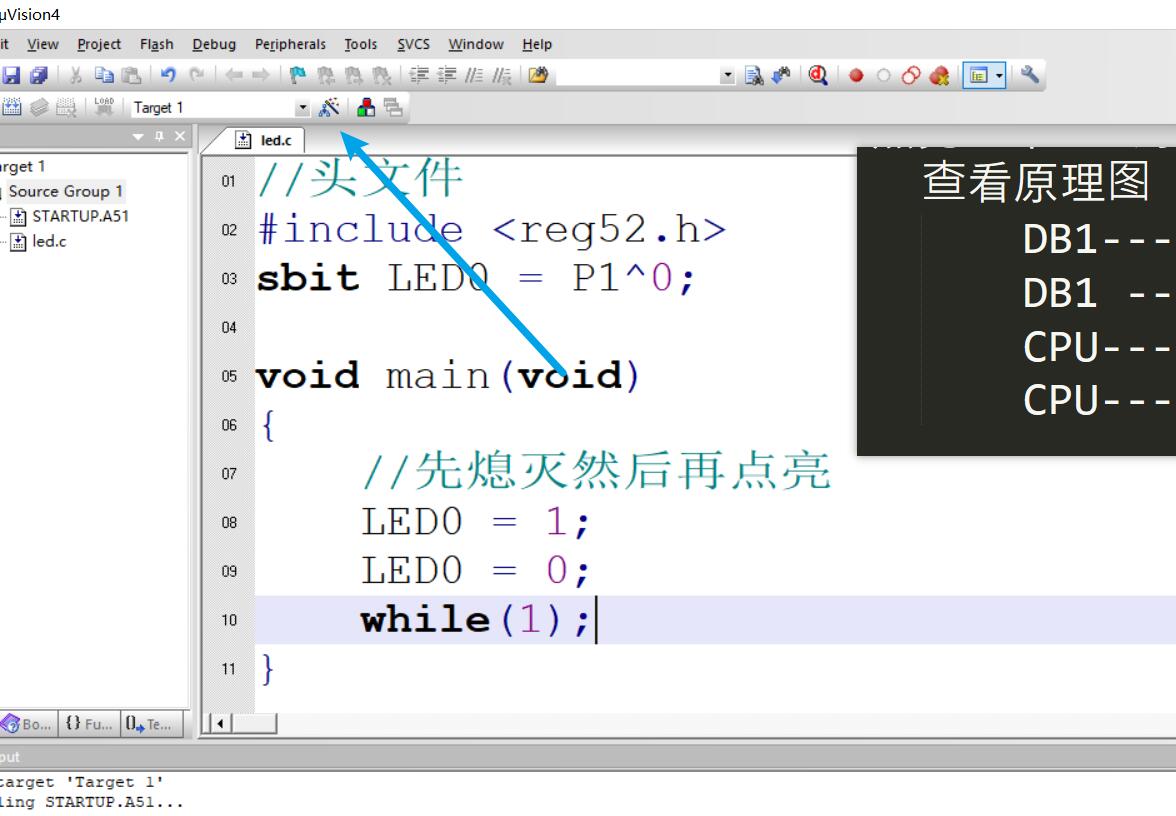 µVision4
it View Project Flash Debug Peripherals Tools SVCS Window Help
LOAD Target 1
led.c
arget 1
Source Group 1
STARTUP.A51
led.c
01 //头文件
02 #include <reg52.h>
03 sbit LED0 = P1^0;
04
05 void main(void)
06 {
07 //先熄灭然后再点亮
08 LED0 = 1;
09 LED0 = 0;
10 while(1);
11 }
查看原理图
DB1---
DB1 --
CPU---
CPU---
Bo... {} Fu... 0 Te...
put
target 'Target 1'
ling STARTUP.A51...